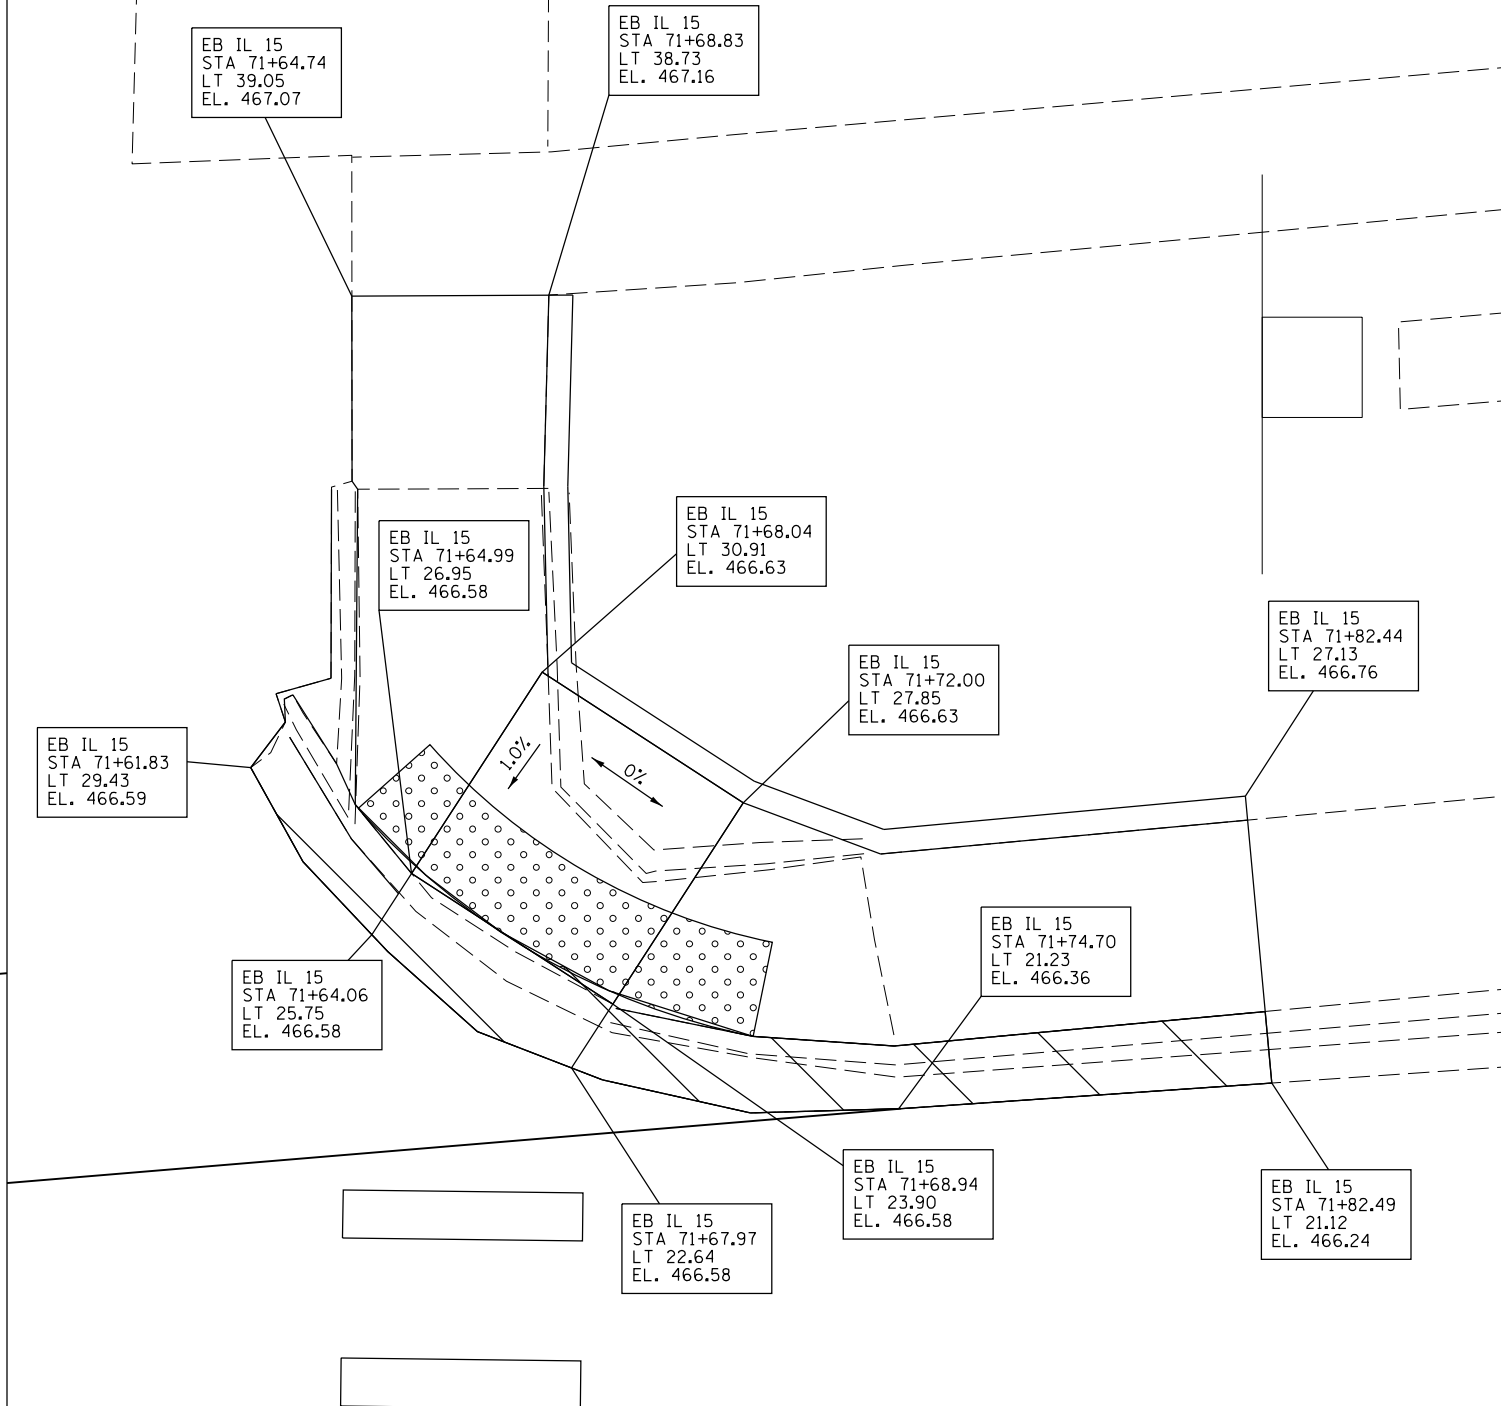 EB IL 15
STA 71+64.74
LT 39.05
EL. 467.07
EB IL 15
STA 71+68.83
LT 38.73
EL. 467.16
EB IL 15
STA 71+64.99
LT 26.95
EL. 466.58
EB IL 15
STA 71+68.04
LT 30.91
EL. 466.63
EB IL 15
STA 71+72.00
LT 27.85
EL. 466.63
EB IL 15
STA 71+82.44
LT 27.13
EL. 466.76
EB IL 15
STA 71+61.83
LT 29.43
EL. 466.59
1.0%
0%
EB IL 15
STA 71+64.06
LT 25.75
EL. 466.58
EB IL 15
STA 71+74.70
LT 21.23
EL. 466.36
EB IL 15
STA 71+67.97
LT 22.64
EL. 466.58
EB IL 15
STA 71+68.94
LT 23.90
EL. 466.58
EB IL 15
STA 71+82.49
LT 21.12
EL. 466.24